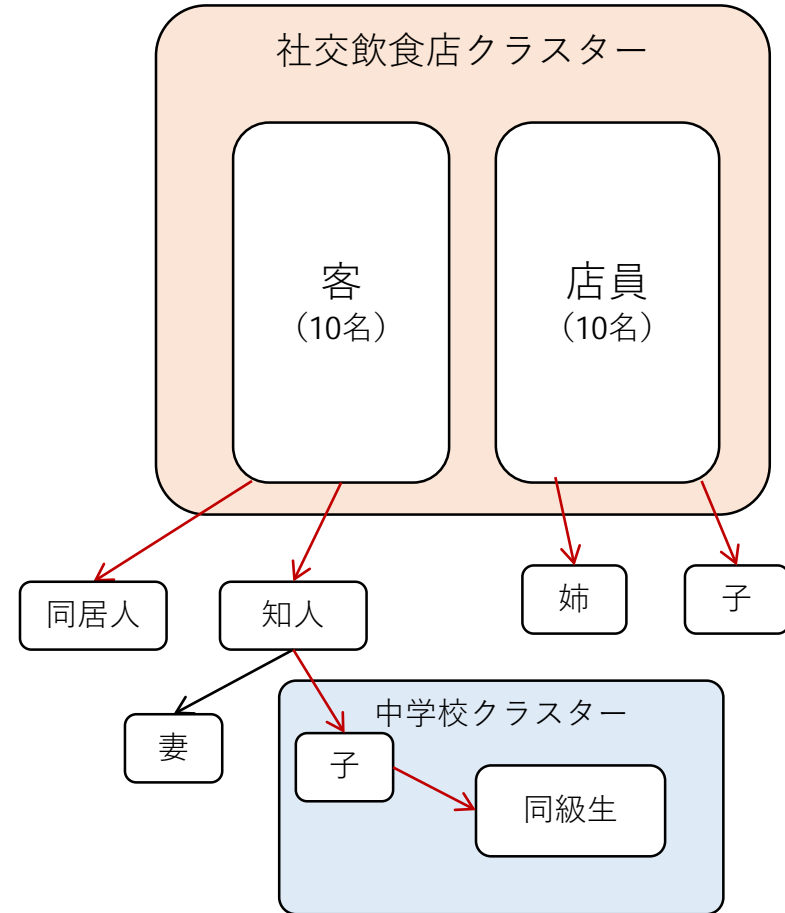 社交飲食店クラスター
客
（10名）
店員
（10名）
同居人
知人
姉
子
妻
中学校クラスター
子
同級生